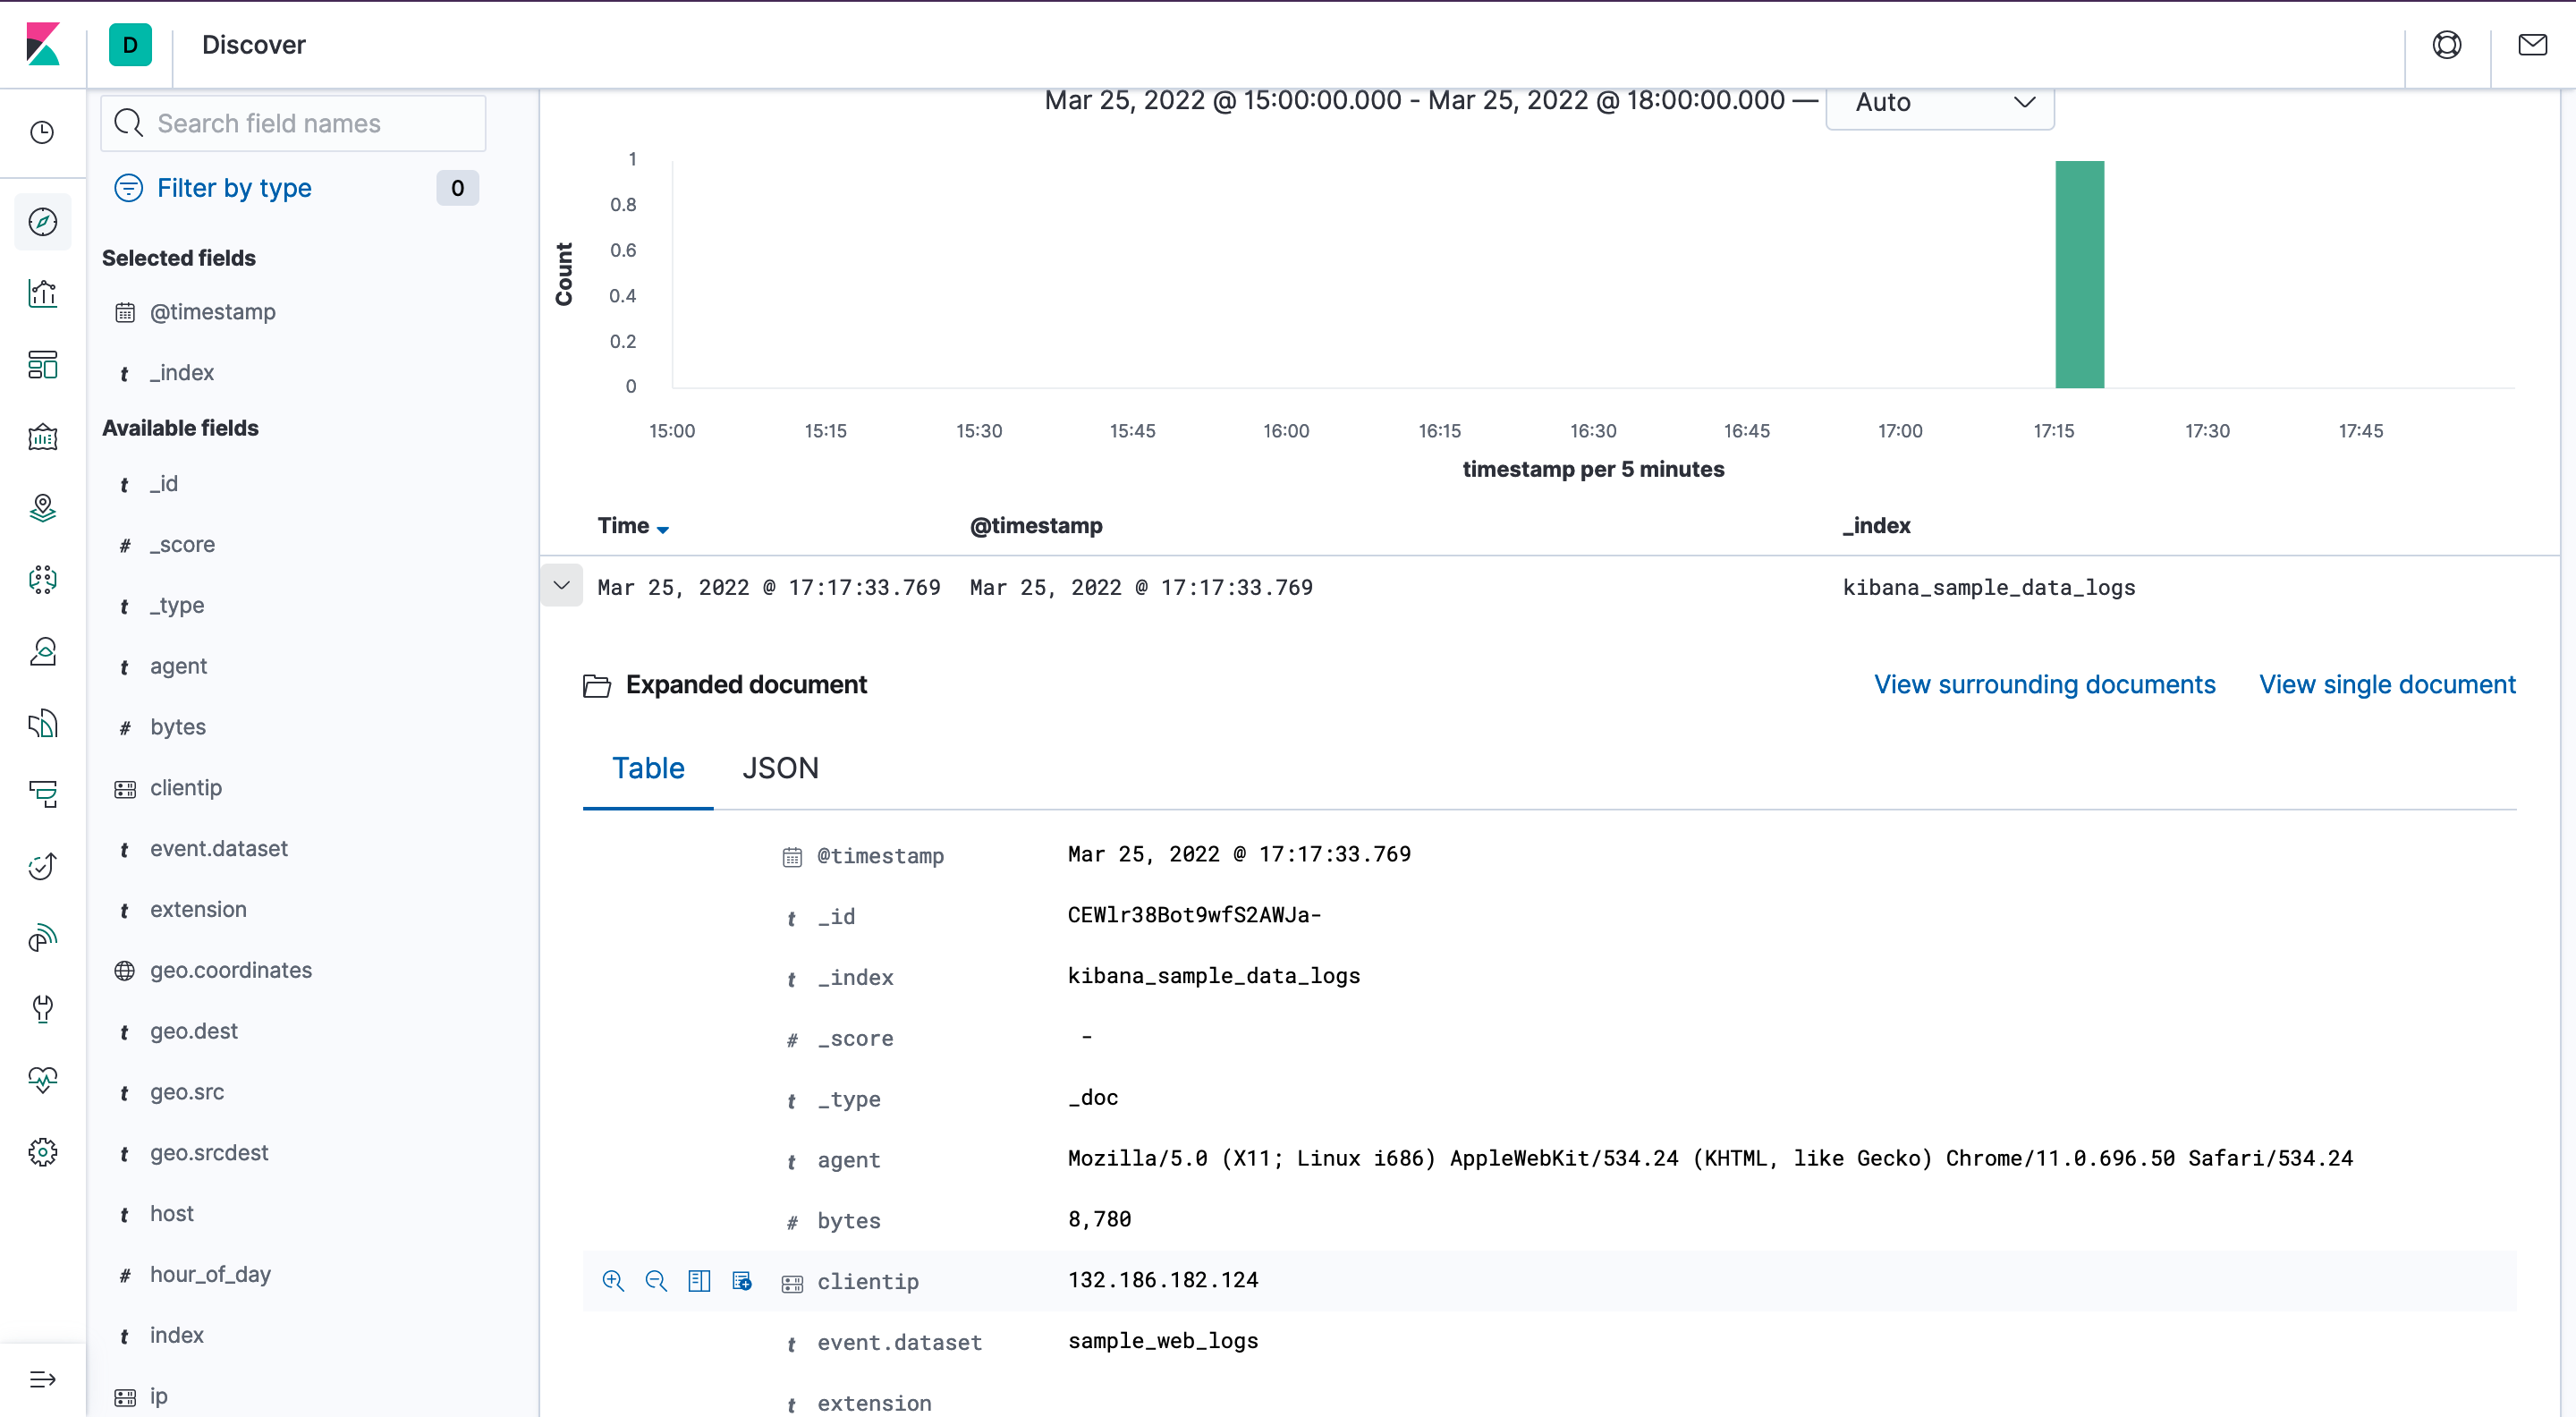 D Discover
Search field names
Filter by type 0
Selected fields
@timestamp
t _index
Available fields
t _id
# _score
t _type
t agent
# bytes
clientip
t event.dataset
t extension
geo.coordinates
t geo.dest
t geo.src
t geo.srcdest
t host
# hour_of_day
t index
ip
Mar 25, 2022 @ 15:00:00.000 - Mar 25, 2022 @ 18:00:00.000 — Auto
Count
1
0.8
0.6
0.4
0.2
0
15:00 15:15 15:30 15:45 16:00 16:15 16:30 16:45 17:00 17:15 17:30 17:45
timestamp per 5 minutes
Time @timestamp _index
Mar 25, 2022 @ 17:17:33.769 Mar 25, 2022 @ 17:17:33.769 kibana_sample_data_logs
Expanded document View surrounding documents View single document
Table JSON
@timestamp Mar 25, 2022 @ 17:17:33.769
t _id CEWlr38Bot9wfS2AWJa-
t _index kibana_sample_data_logs
# _score -
t _type _doc
t agent Mozilla/5.0 (X11; Linux i686) AppleWebKit/534.24 (KHTML, like Gecko) Chrome/11.0.696.50 Safari/534.24
# bytes 8,780
clientip 132.186.182.124
t event.dataset sample_web_logs
t extension